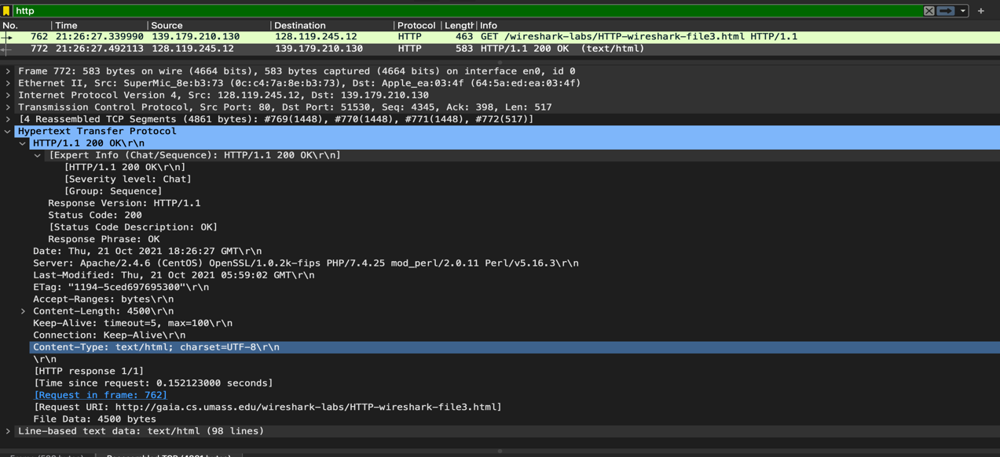 http
No. Time Source Destination Protocol Lengtl Info
762 21:26:27.339990 139.179.210.130 128.119.245.12 HTTP 463 GET /wireshark-labs/HTTP-wireshark-file3.html HTTP/1.1
772 21:26:27.492113 128.119.245.12 139.179.210.130 HTTP 583 HTTP/1.1 200 OK (text/html)
Frame 772: 583 bytes on wire (4664 bits), 583 bytes captured (4664 bits) on interface en0, id 0
Ethernet II, Src: SuperMic_8e:b3:73 (0c:c4:7a:8e:b3:73), Dst: Apple_ea:03:4f (64:5a:ed:ea:03:4f)
Internet Protocol Version 4, Src: 128.119.245.12, Dst: 139.179.210.130
Transmission Control Protocol, Src Port: 80, Dst Port: 51530, Seq: 4345, Ack: 398, Len: 517
[4 Reassembled TCP Segments (4861 bytes): #769(1448), #770(1448), #771(1448), #772(517)]
Hypertext Transfer Protocol
HTTP/1.1 200 OK\r\n
[Expert Info (Chat/Sequence): HTTP/1.1 200 OK\r\n]
[HTTP/1.1 200 OK\r\n]
[Severity level: Chat]
[Group: Sequence]
Response Version: HTTP/1.1
Status Code: 200
[Status Code Description: OK]
Response Phrase: OK
Date: Thu, 21 Oct 2021 18:26:27 GMT\r\n
Server: Apache/2.4.6 (CentOS) OpenSSL/1.0.2k-fips PHP/7.4.25 mod_perl/2.0.11 Perl/v5.16.3\r\n
Last-Modified: Thu, 21 Oct 2021 05:59:02 GMT\r\n
ETag: "1194-5ced697695300"\r\n
Accept-Ranges: bytes\r\n
Content-Length: 4500\r\n
Keep-Alive: timeout=5, max=100\r\n
Connection: Keep-Alive\r\n
Content-Type: text/html; charset=UTF-8\r\n
\r\n
[HTTP response 1/1]
[Time since request: 0.152123000 seconds]
[Request in frame: 762]
[Request URI: http://gaia.cs.umass.edu/wireshark-labs/HTTP-wireshark-file3.html]
File Data: 4500 bytes
Line-based text data: text/html (98 lines)